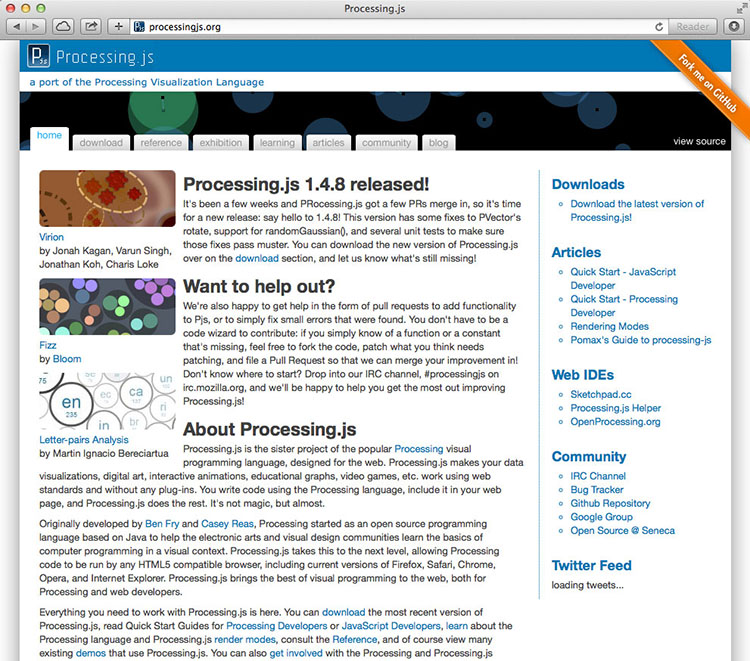 Processing.js
processingjs.org
Reader
Pjs Processing.js
a port of the Processing Visualization Language
Fork me on GitHub
home download reference exhibition learning articles community blog
view source
Virion
by Jonah Kagan, Varun Singh,
Jonathan Koh, Charis Loke
Fizz
by Bloom
en
235
ec
ca
un
in
br
ri
75
Letter-pairs Analysis
by Martin Ignacio Bereciartua
Processing.js 1.4.8 released!
It's been a few weeks and PRocessing.js got a few PRs merge in, so it's time
for a new release: say hello to 1.4.8! This version has some fixes to PVector's
rotate, support for randomGaussian(), and several unit tests to make sure
those fixes pass muster. You can download the new version of Processing.js
over on the download section, and let us know what's still missing!
Want to help out?
We're also happy to get help in the form of pull requests to add functionality
to Pjs, or to simply fix small errors that were found. You don't have to be a
code wizard to contribute: if you simply know of a function or a constant
that's missing, feel free to fork the code, patch what you think needs
patching, and file a Pull Request so that we can merge your improvement in!
Don't know where to start? Drop into our IRC channel, #processingjs on
irc.mozilla.org, and we'll be happy to help you get the most out improving
Processing.js!
About Processing.js
Processing.js is the sister project of the popular Processing visual
programming language, designed for the web. Processing.js makes your data
visualizations, digital art, interactive animations, educational graphs, video games, etc. work using web
standards and without any plug-ins. You write code using the Processing language, include it in your web
page, and Processing.js does the rest. It's not magic, but almost.
Originally developed by Ben Fry and Casey Reas, Processing started as an open source programming
language based on Java to help the electronic arts and visual design communities learn the basics of
computer programming in a visual context. Processing.js takes this to the next level, allowing Processing
code to be run by any HTML5 compatible browser, including current versions of Firefox, Safari, Chrome,
Opera, and Internet Explorer. Processing.js brings the best of visual programming to the web, both for
Processing and web developers.
Everything you need to work with Processing.js is here. You can download the most recent version of
Processing.js, read Quick Start Guides for Processing Developers or JavaScript Developers, learn about the
Processing language and Processing.js render modes, consult the Reference, and of course view many
existing demos that use Processing.js. You can also get involved with the Processing and Processing.js
Downloads
Download the latest version of
Processing.js!
Articles
Quick Start - JavaScript
Developer
Quick Start - Processing
Developer
Rendering Modes
Pomax's Guide to processing-js
Web IDEs
Sketchpad.cc
Processing.js Helper
OpenProcessing.org
Community
IRC Channel
Bug Tracker
Github Repository
Google Group
Open Source @ Seneca
Twitter Feed
loading tweets...